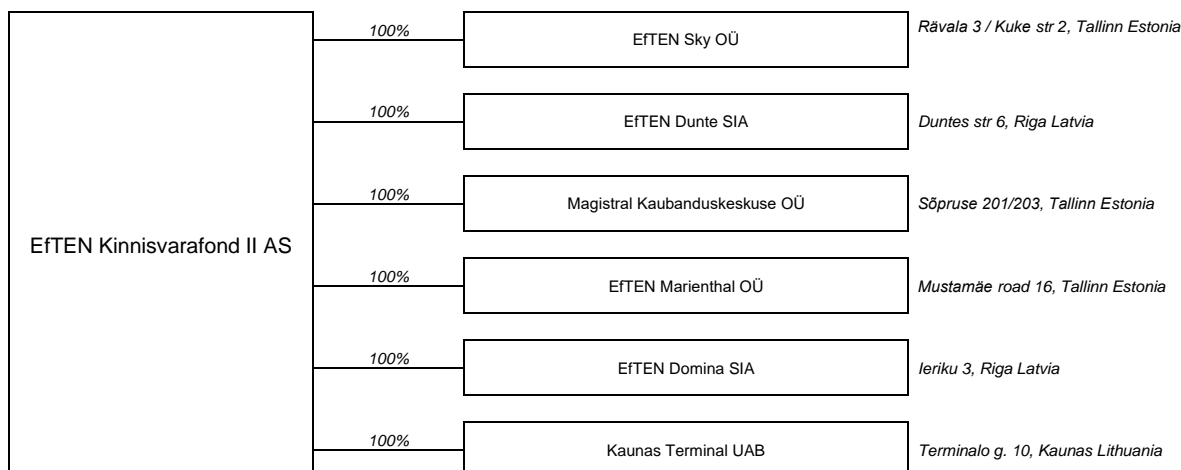 EfTEN Kinnisvarafond II AS
100%
EfTEN Sky OÜ
Rävala 3 / Kuke str 2, Tallinn Estonia
100%
EfTEN Dunte SIA
Duntes str 6, Riga Latvia
100%
Magistral Kaubanduskeskuse OÜ
Sõpruse 201/203, Tallinn Estonia
100%
EfTEN Marienthal OÜ
Mustamäe road 16, Tallinn Estonia
100%
EfTEN Domina SIA
Ieriku 3, Riga Latvia
100%
Kaunas Terminal UAB
Terminalo g. 10, Kaunas Lithuania